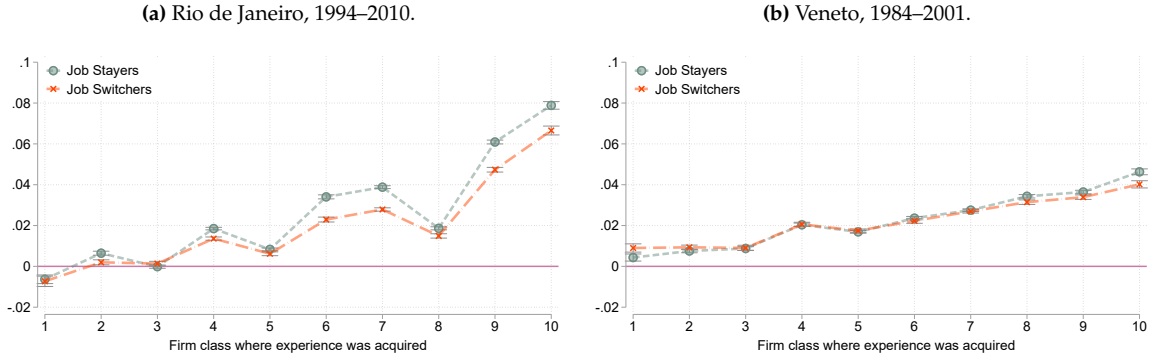 (a) Rio de Janeiro, 1994–2010.
.1
.08
.06
.04
.02
0
-.02
Job Stayers
Job Switchers
1 2 3 4 5 6 7 8 9 10
Firm class where experience was acquired
(b) Veneto, 1984–2001.
.1
.08
.06
.04
.02
0
-.02
Job Stayers
Job Switchers
1 2 3 4 5 6 7 8 9 10
Firm class where experience was acquired